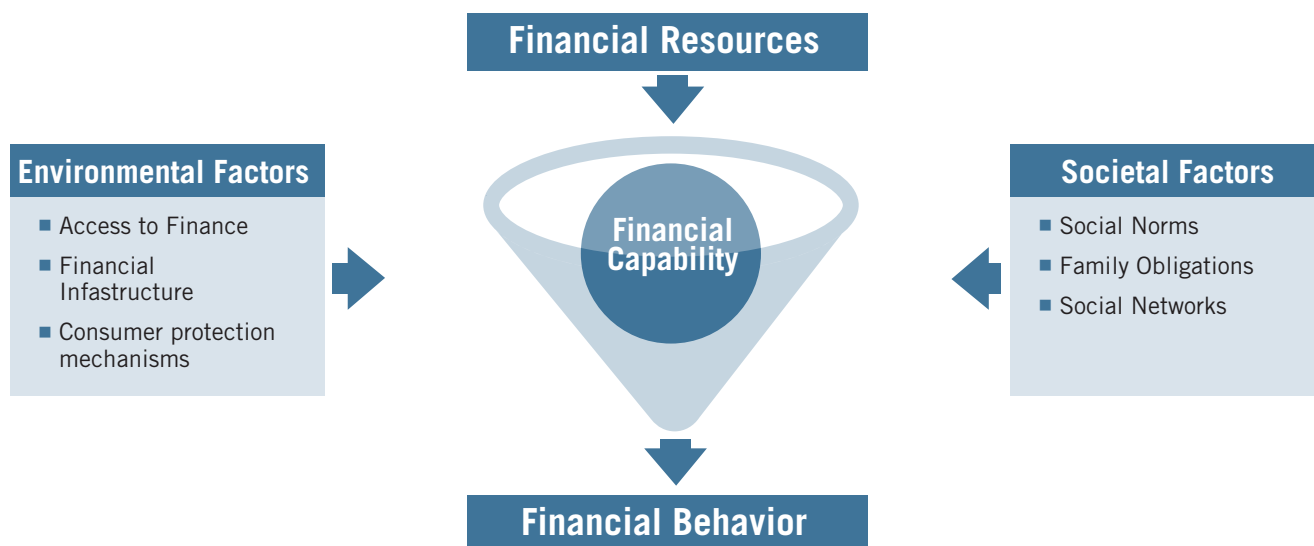 Financial Resources
Environmental Factors
Access to Finance
Financial
Infastructure
Consumer protection
mechanisms
Financial
Capability
Societal Factors
Social Norms
Family Obligations
Social Networks
Financial Behavior